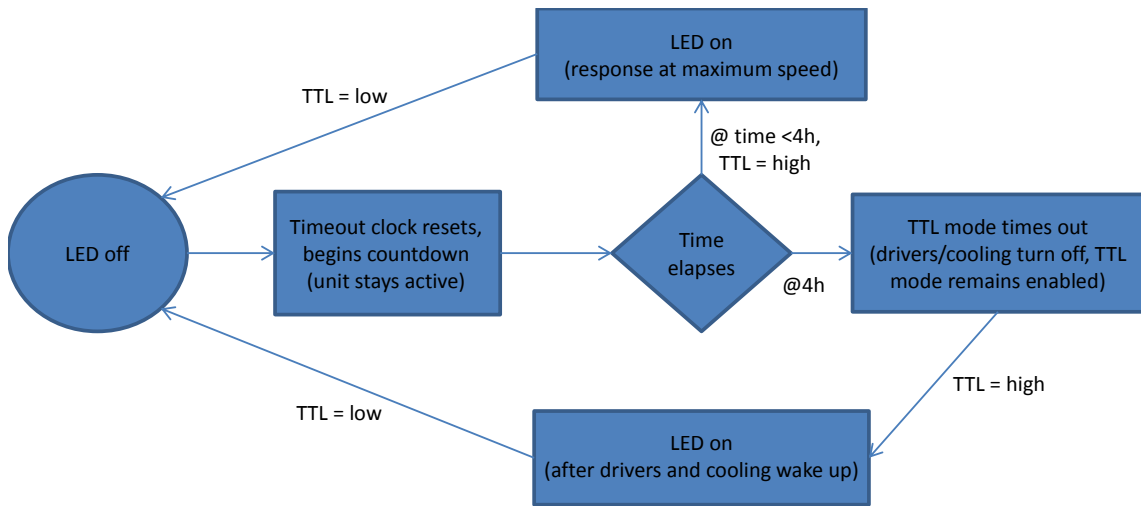 LED on
(response at maximum speed)
TTL = low
@ time <4h,
TTL = high
LED off
Timeout clock resets,
begins countdown
(unit stays active)
Time
elapses
@4h
TTL mode times out
(drivers/cooling turn off, TTL
mode remains enabled)
TTL = high
TTL = low
LED on
(after drivers and cooling wake up)